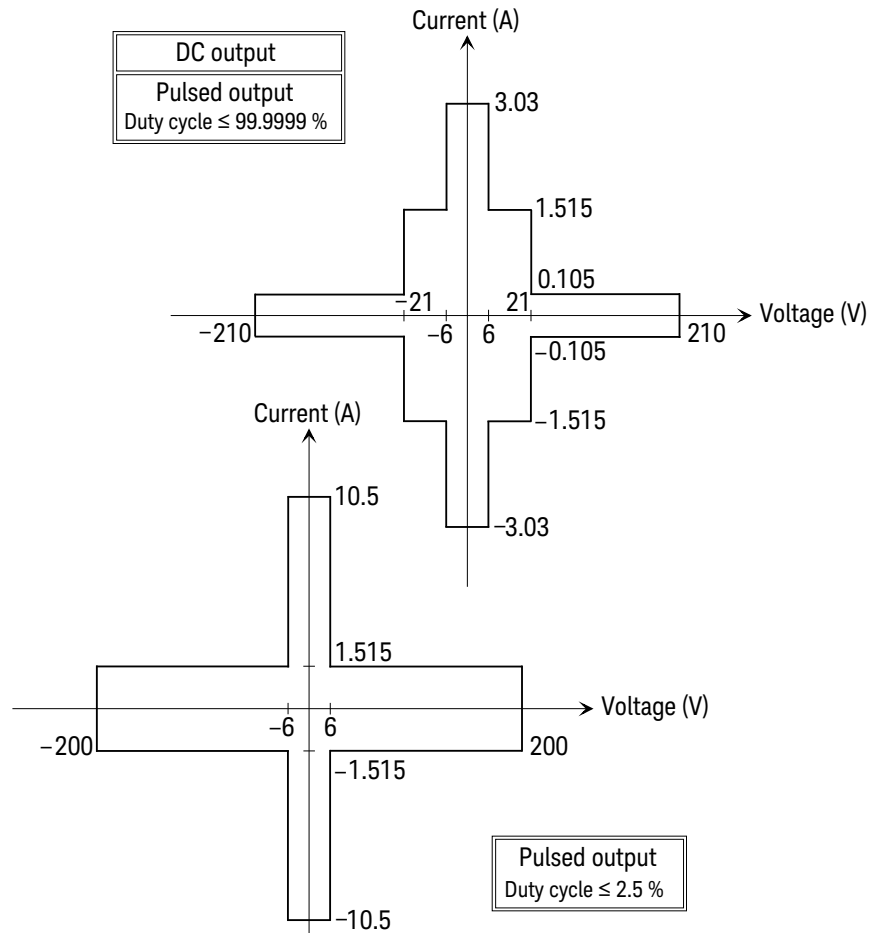 Current (A)
DC output
Pulsed output
Duty cycle ≤ 99.9999 %
3.03
1.515
0.105
−21
21
Voltage (V)
−210
−6
6
210
−0.105
−1.515
−3.03
Current (A)
10.5
1.515
Voltage (V)
−6
6
−200
200
−1.515
−10.5
Pulsed output
Duty cycle ≤ 2.5 %